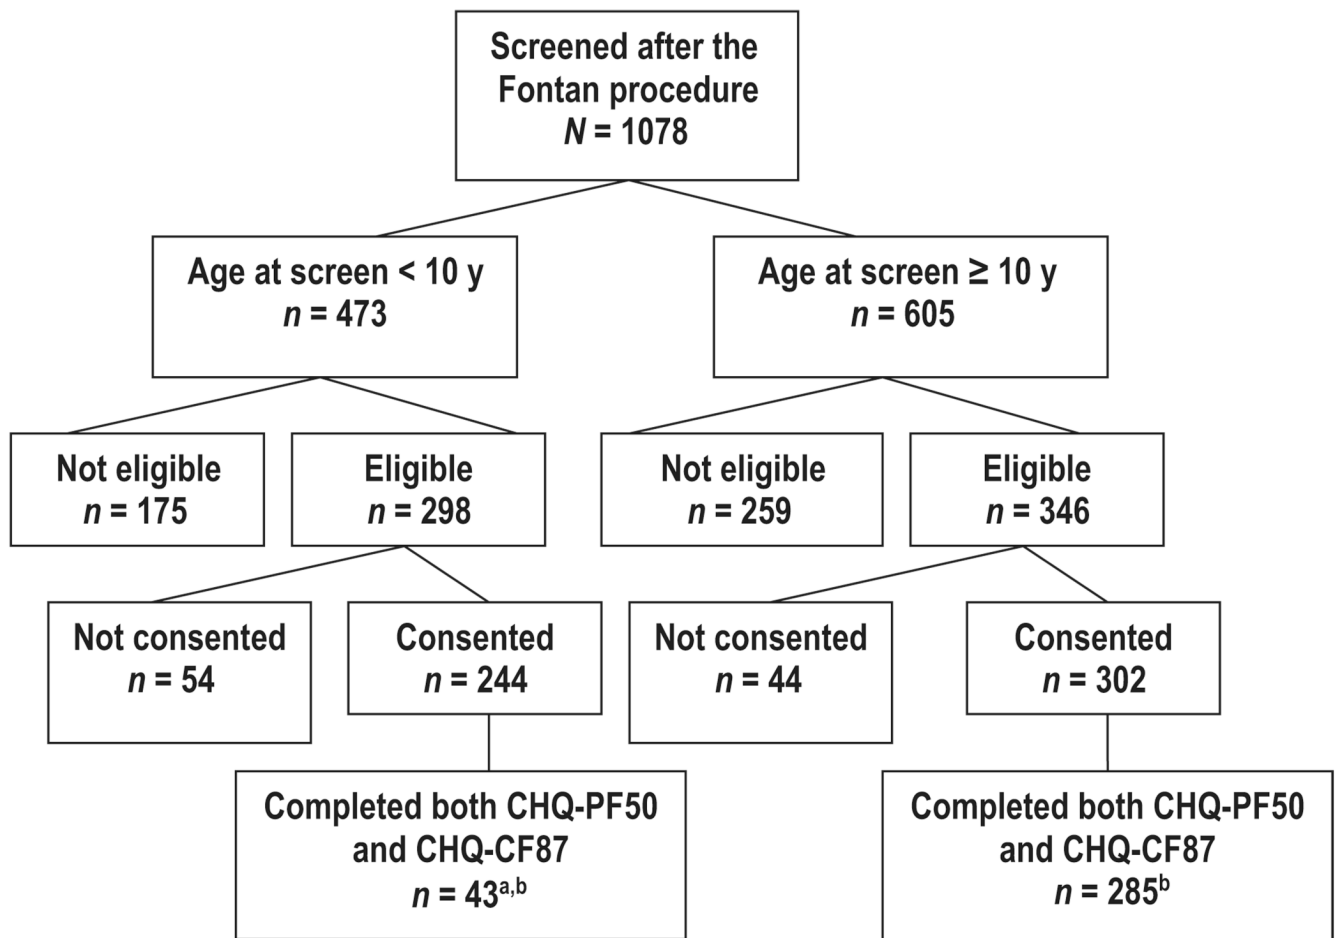 Screened after the
Fontan procedure
N = 1078
Age at screen < 10 y
n = 473
Age at screen ≥ 10 y
n = 605
Not eligible
n = 175
Eligible
n = 298
Not eligible
n = 259
Eligible
n = 346
Not consented
n = 54
Consented
n = 244
Not consented
n = 44
Consented
n = 302
Completed both CHQ-PF50
and CHQ-CF87
n = 43a,b
Completed both CHQ-PF50
and CHQ-CF87
n = 285b